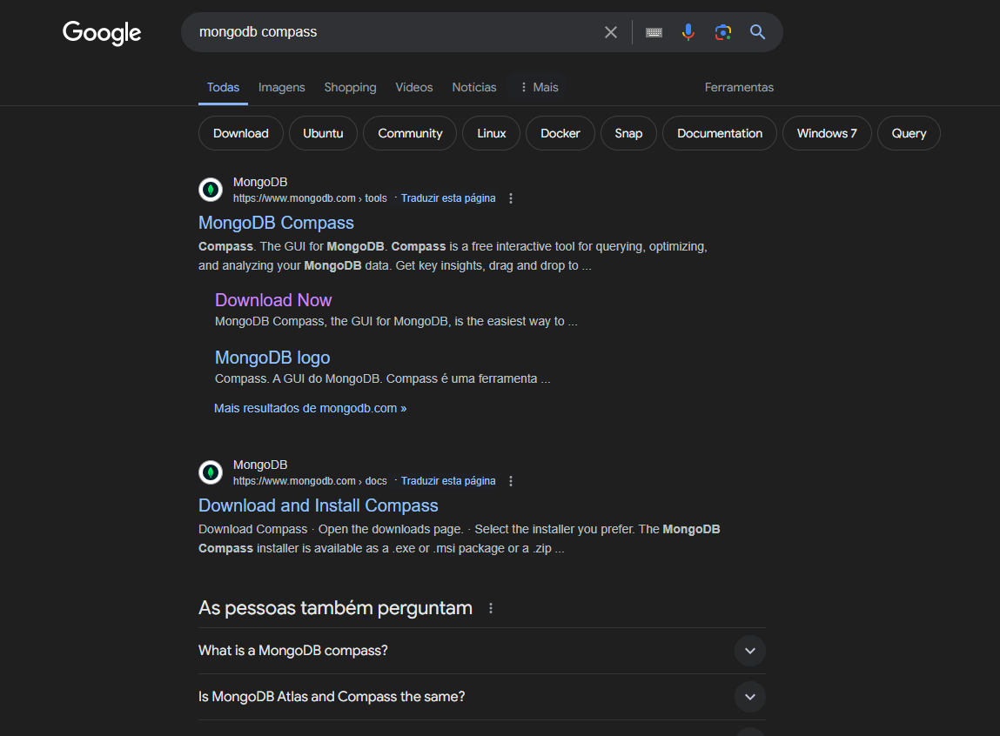 Google
mongodb compass
Todas Imagens Shopping Vídeos Notícias Mais Ferramentas
Download Ubuntu Community Linux Docker Snap Documentation Windows 7 Query
MongoDB
https://www.mongodb.com › tools · Traduzir esta página
MongoDB Compass
Compass. The GUI for MongoDB. Compass is a free interactive tool for querying, optimizing,
and analyzing your MongoDB data. Get key insights, drag and drop to ...
Download Now
MongoDB Compass, the GUI for MongoDB, is the easiest way to ...
MongoDB logo
Compass. A GUI do MongoDB. Compass é uma ferramenta ...
Mais resultados de mongodb.com »
MongoDB
https://www.mongodb.com › docs · Traduzir esta página
Download and Install Compass
Download Compass · Open the downloads page. · Select the installer you prefer. The MongoDB
Compass installer is available as a .exe or .msi package or a .zip ...
As pessoas também perguntam
What is a MongoDB compass?
Is MongoDB Atlas and Compass the same?